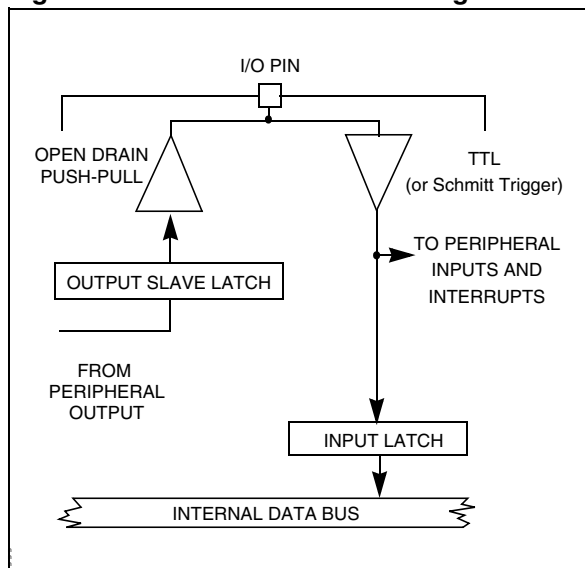 I/O PIN
OPEN DRAIN
PUSH-PULL
TTL
(or Schmitt Trigger)
TO PERIPHERAL
INPUTS AND
INTERRUPTS
OUTPUT SLAVE LATCH
FROM
PERIPHERAL
OUTPUT
INPUT LATCH
INTERNAL DATA BUS